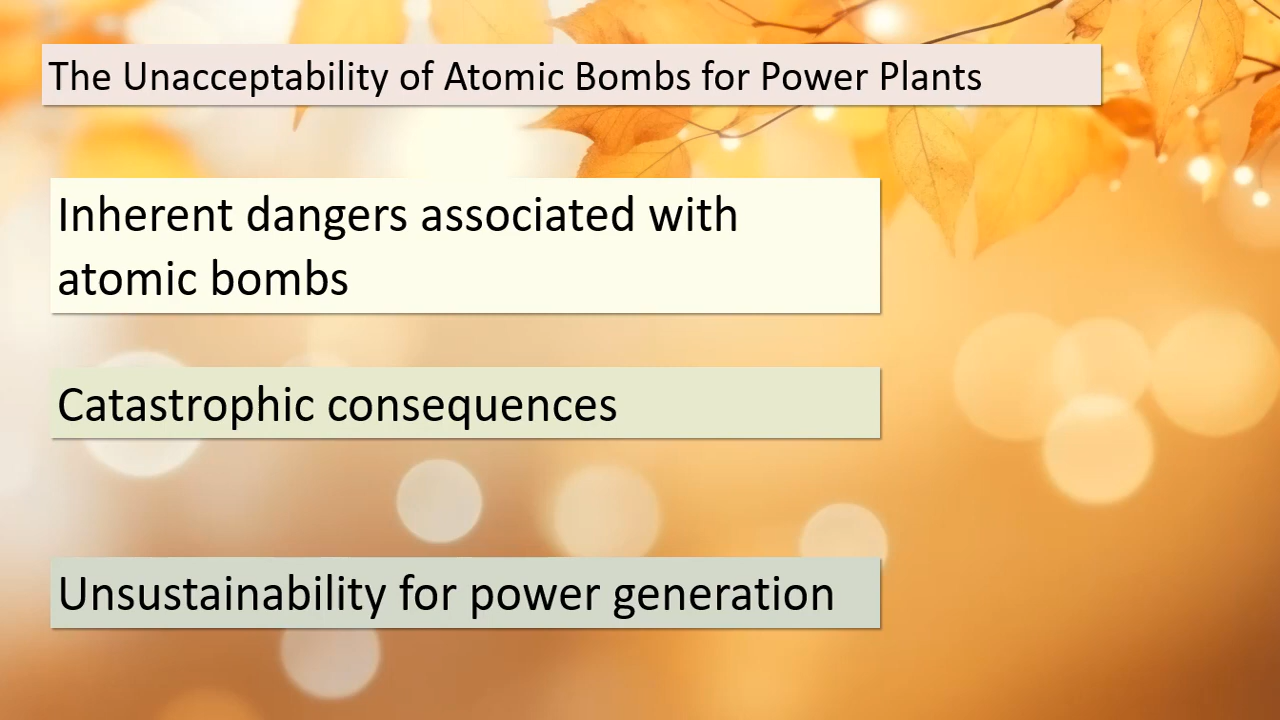 The Unacceptability of Atomic Bombs for Power Plants
Inherent dangers associated with
atomic bombs
Catastrophic consequences
Unsustainability for power generation